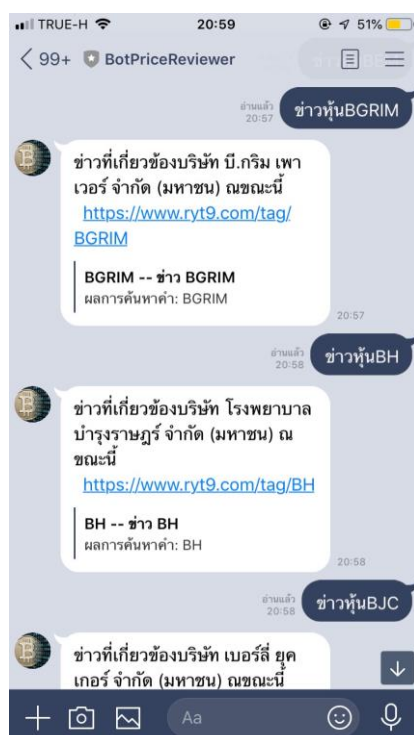 TRUE-H 20:59 51%
99+ BotPriceReviewer
อ่านแล้ว
20:57
ข่าวหุ้นBGRIM
ข่าวที่เกี่ยวข้องบริษัท บี.กริม เพา
เวอร์ จำกัด (มหาชน) ณขณะนี้
https://www.ryt9.com/tag/
BGRIM
BGRIM -- ข่าว BGRIM
ผลการค้นหาคำ: BGRIM
20:57
อ่านแล้ว
20:58
ข่าวหุ้นBH
ข่าวที่เกี่ยวข้องบริษัท โรงพยาบาล
บำรุงราษฎร์ จำกัด (มหาชน) ณ
ขณะนี้
https://www.ryt9.com/tag/BH
BH -- ข่าว BH
ผลการค้นหาคำ: BH
20:58
อ่านแล้ว
20:58
ข่าวหุ้นBJC
ข่าวที่เกี่ยวข้องบริษัท เบอร์ลี่ ยุค
เกอร์ จำกัด (มหาชน) ณขณะนี้
Aa